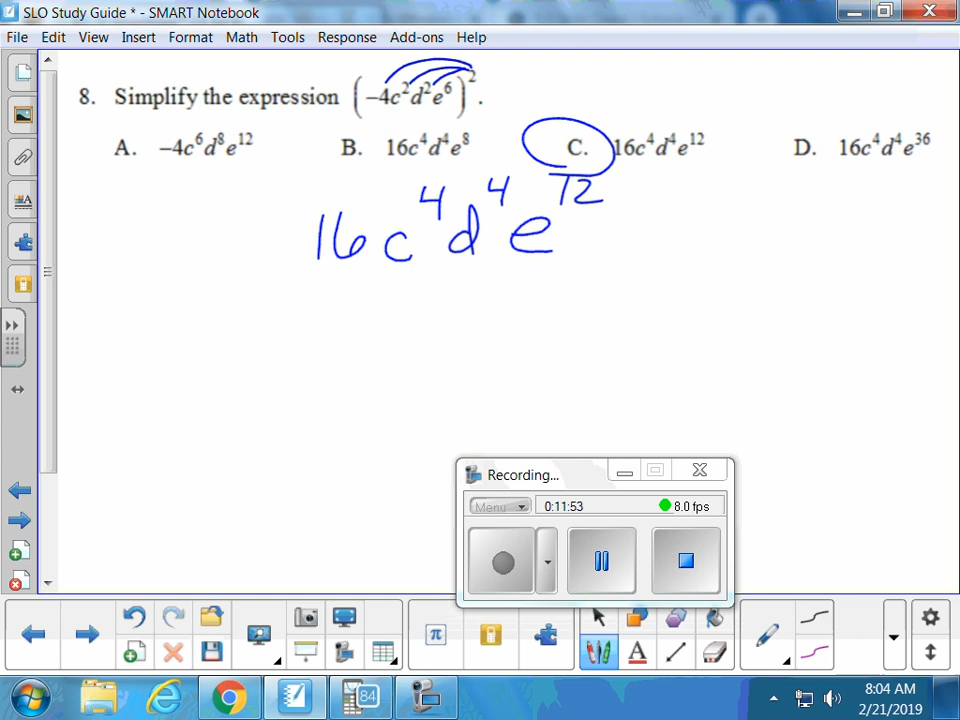 SLO Study Guide * - SMART Notebook
File Edit View Insert Format Math Tools Response Add-ons Help
8. Simplify the expression (−4c²d²e⁶)².
A. −4c⁶d⁸e¹² B. 16c⁴d⁴e⁸ C. 16c⁴d⁴e¹² D. 16c⁴d⁴e³⁶
16c⁴d⁴e¹²
Recording...
Menu 0:11:53 8.0 fps
π
A
84
8:04 AM
2/21/2019